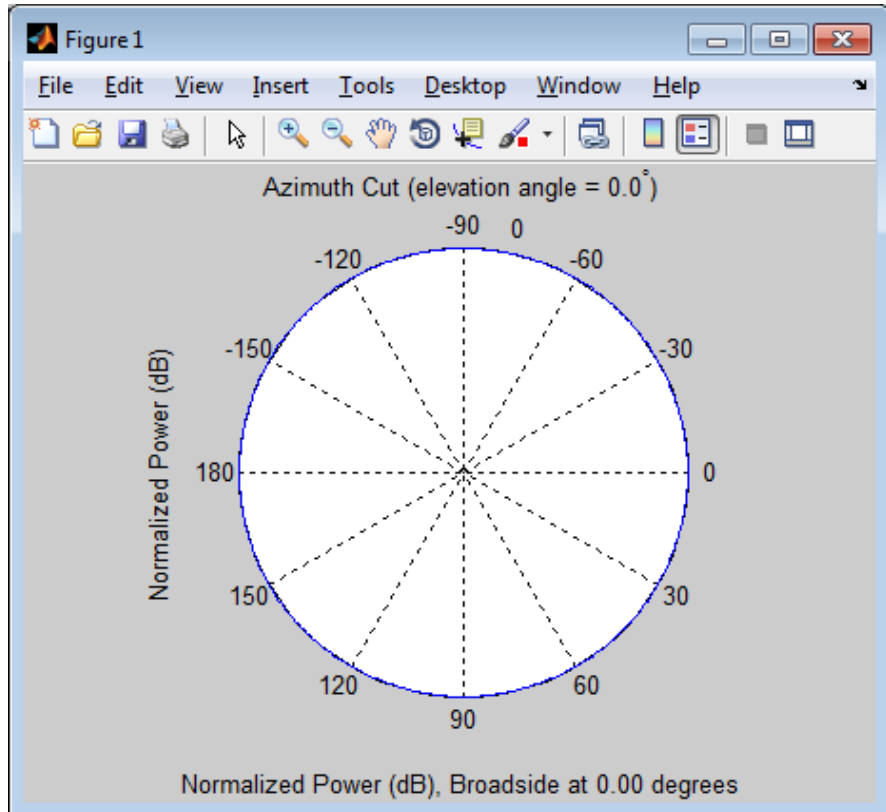 Figure 1
File Edit View Insert Tools Desktop Window Help
Azimuth Cut (elevation angle = 0.0°)
-90 0
-120 -60
-150 -30
Normalized Power (dB)
180 0
150 30
120 60
90
Normalized Power (dB), Broadside at 0.00 degrees